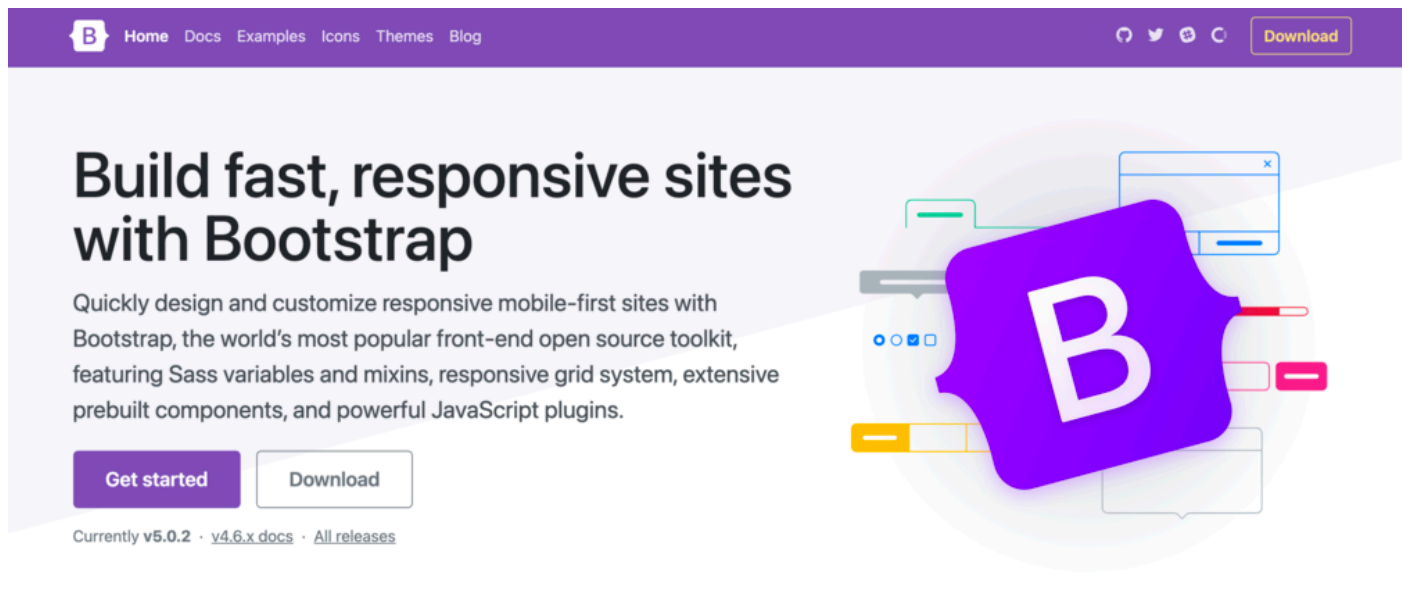 B Home Docs Examples Icons Themes Blog Download
Build fast, responsive sites
with Bootstrap
Quickly design and customize responsive mobile-first sites with
Bootstrap, the world’s most popular front-end open source toolkit,
featuring Sass variables and mixins, responsive grid system, extensive
prebuilt components, and powerful JavaScript plugins.
Get started Download
Currently v5.0.2 · v4.6.x docs · All releases
B